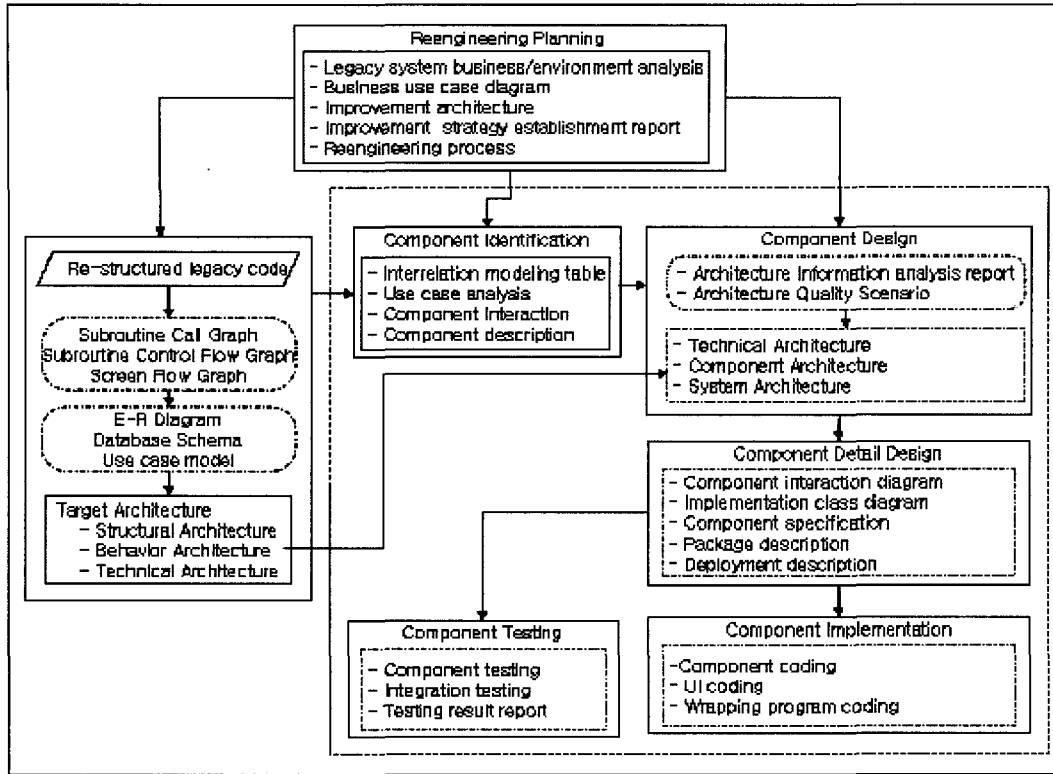 Reengineering Planning
- Legacy system business/environment analysis
- Business use case diagram
- Improvement architecture
- Improvement strategy establishment report
- Reengineering process
Re-structured legacy code
Subroutine Call Graph
Subroutine Control Flow Graph
Screen Flow Graph
E-R Diagram
Database Schema
Use case model
Target Architecture
- Structural Architecture
- Behavior Architecture
- Technical Architecture
Component Identification
- Interrelation modeling table
- Use case analysis
- Component Interaction
- Component description
Component Design
- Architecture Information analysis report
- Architecture Quality Scenario
- Technical Architecture
- Component Architecture
- System Architecture
Component Detail Design
- Component interaction diagram
- Implementation class diagram
- Component specification
- Package description
- Deployment description
Component Testing
- Component testing
- Integration testing
- Testing result report
Component Implementation
-Component coding
- UI coding
- Wrapping program coding